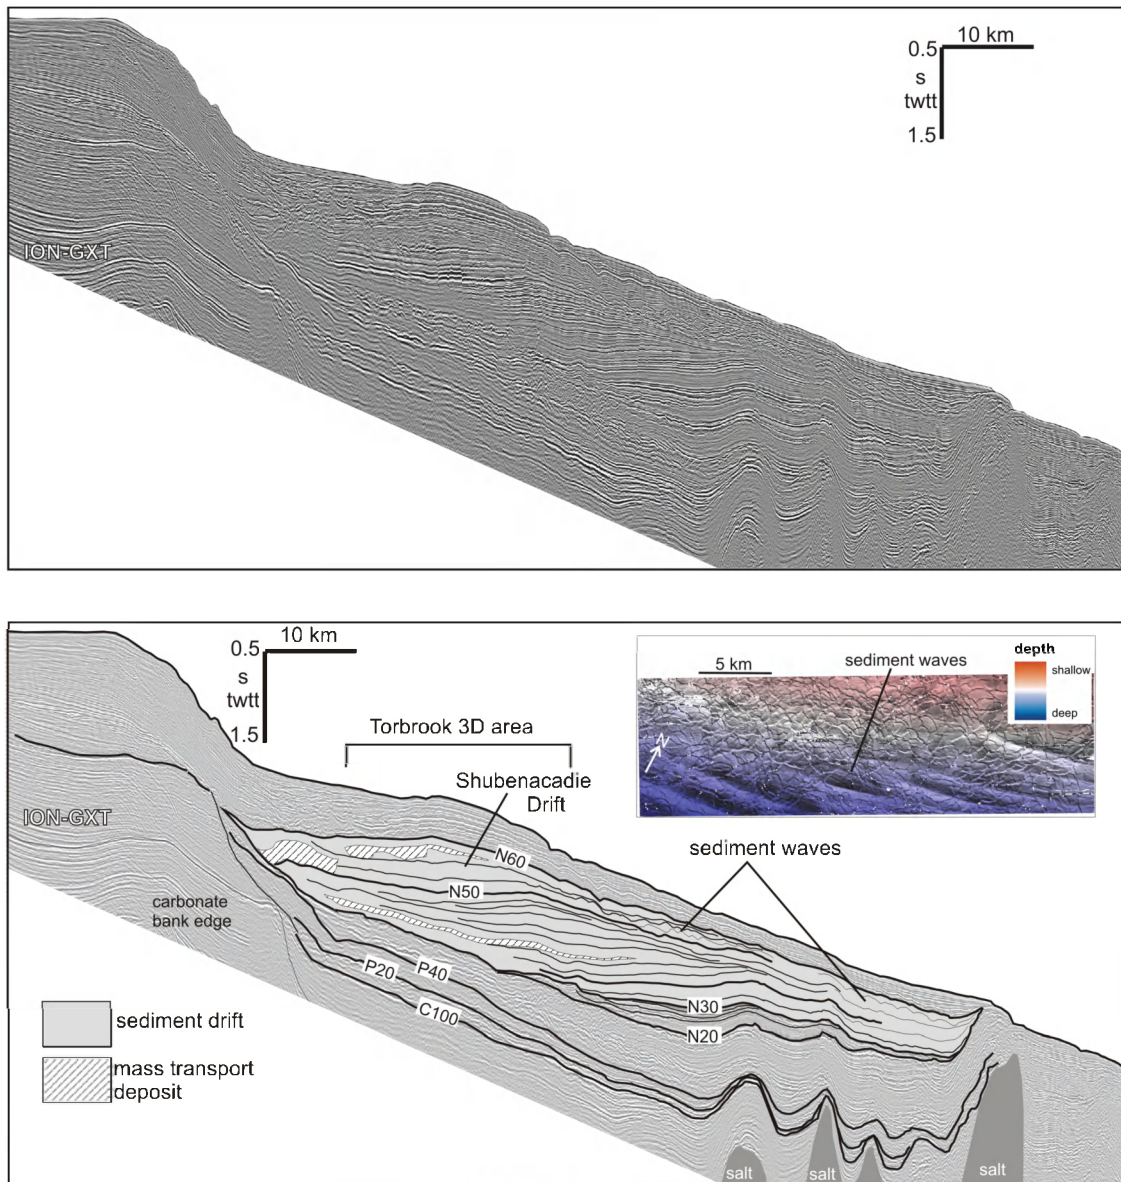 10 km
0.5
s
twtt
1.5
ION-GXT
10 km
0.5
s
twtt
1.5
Torbrook 3D area
Shubenacadie
Drift
5 km
sediment waves
depth
shallow
deep
N
sediment waves
ION-GXT
N60
N50
carbonate
bank edge
P40
P20
C100
N30
N20
sediment drift
mass transport
deposit
salt
salt
salt